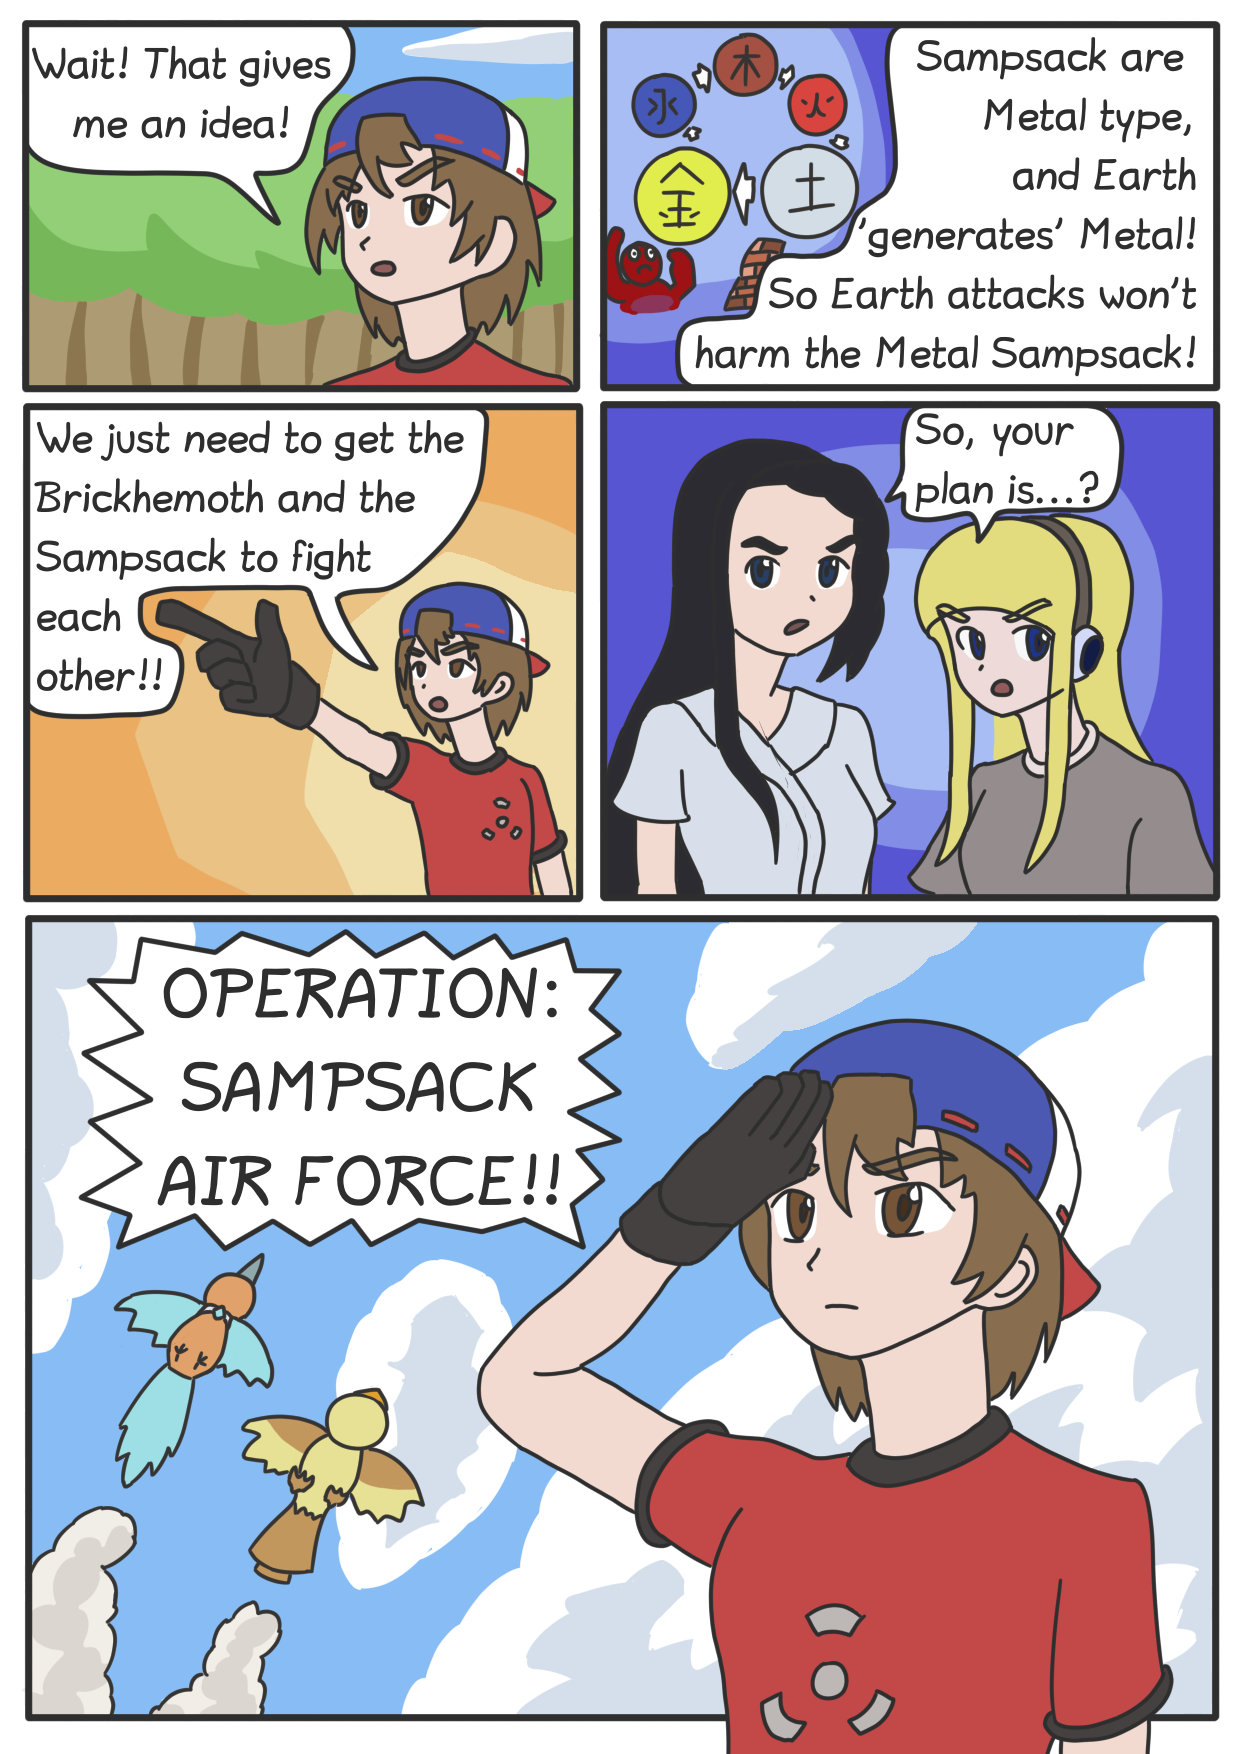 Wait! That gives
me an idea!
木
水
火
金
土
Sampsack are
Metal type,
and Earth
'generates' Metal!
So Earth attacks won't
harm the Metal Sampsack!
We just need to get the
Brickhemoth and the
Sampsack to fight
each
other!!
So, your
plan is...?
OPERATION:
SAMPSACK
AIR FORCE!!